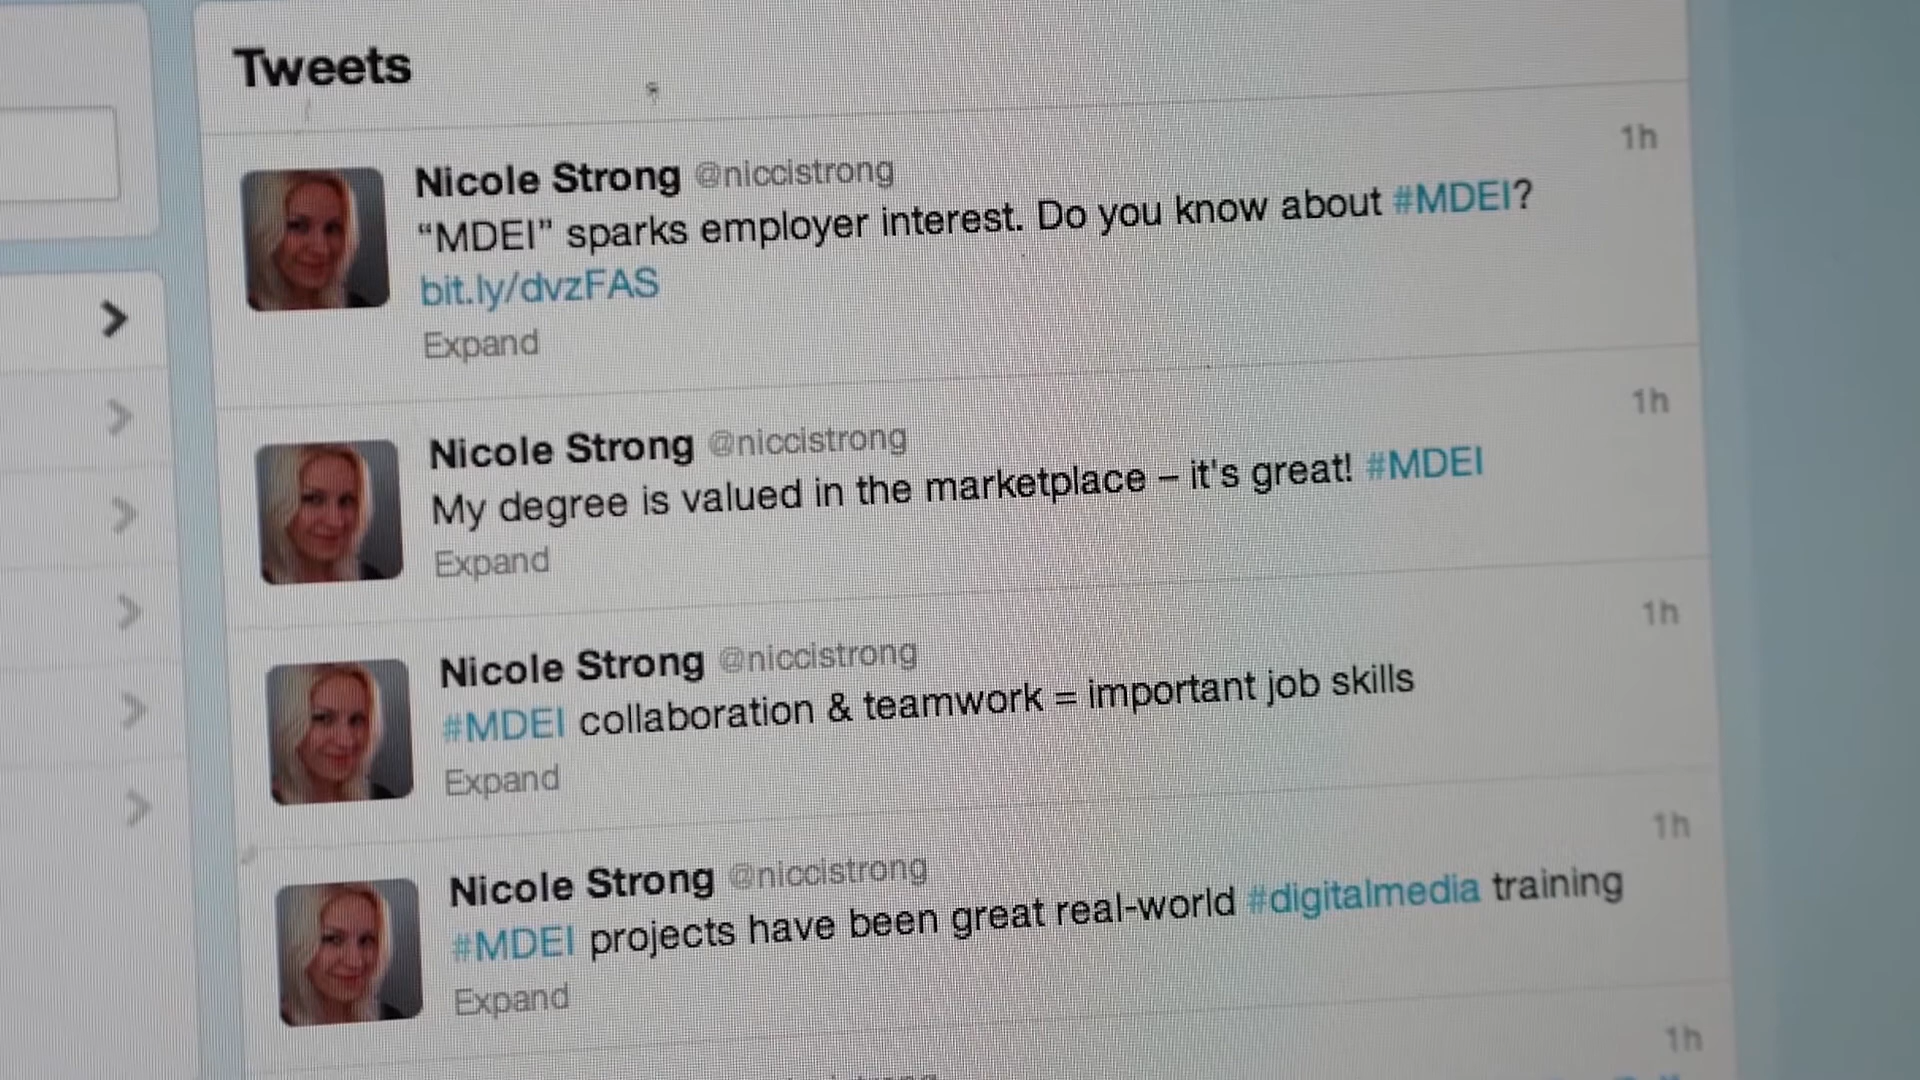 Tweets
1h
Nicole Strong @niccistrong
“MDEI” sparks employer interest. Do you know about #MDEI?
bit.ly/dvzFAS
Expand
1h
Nicole Strong @niccistrong
My degree is valued in the marketplace – it's great! #MDEI
Expand
1h
Nicole Strong @niccistrong
#MDEI collaboration & teamwork = important job skills
Expand
1h
Nicole Strong @niccistrong
#MDEI projects have been great real-world #digitalmedia training
Expand
1h